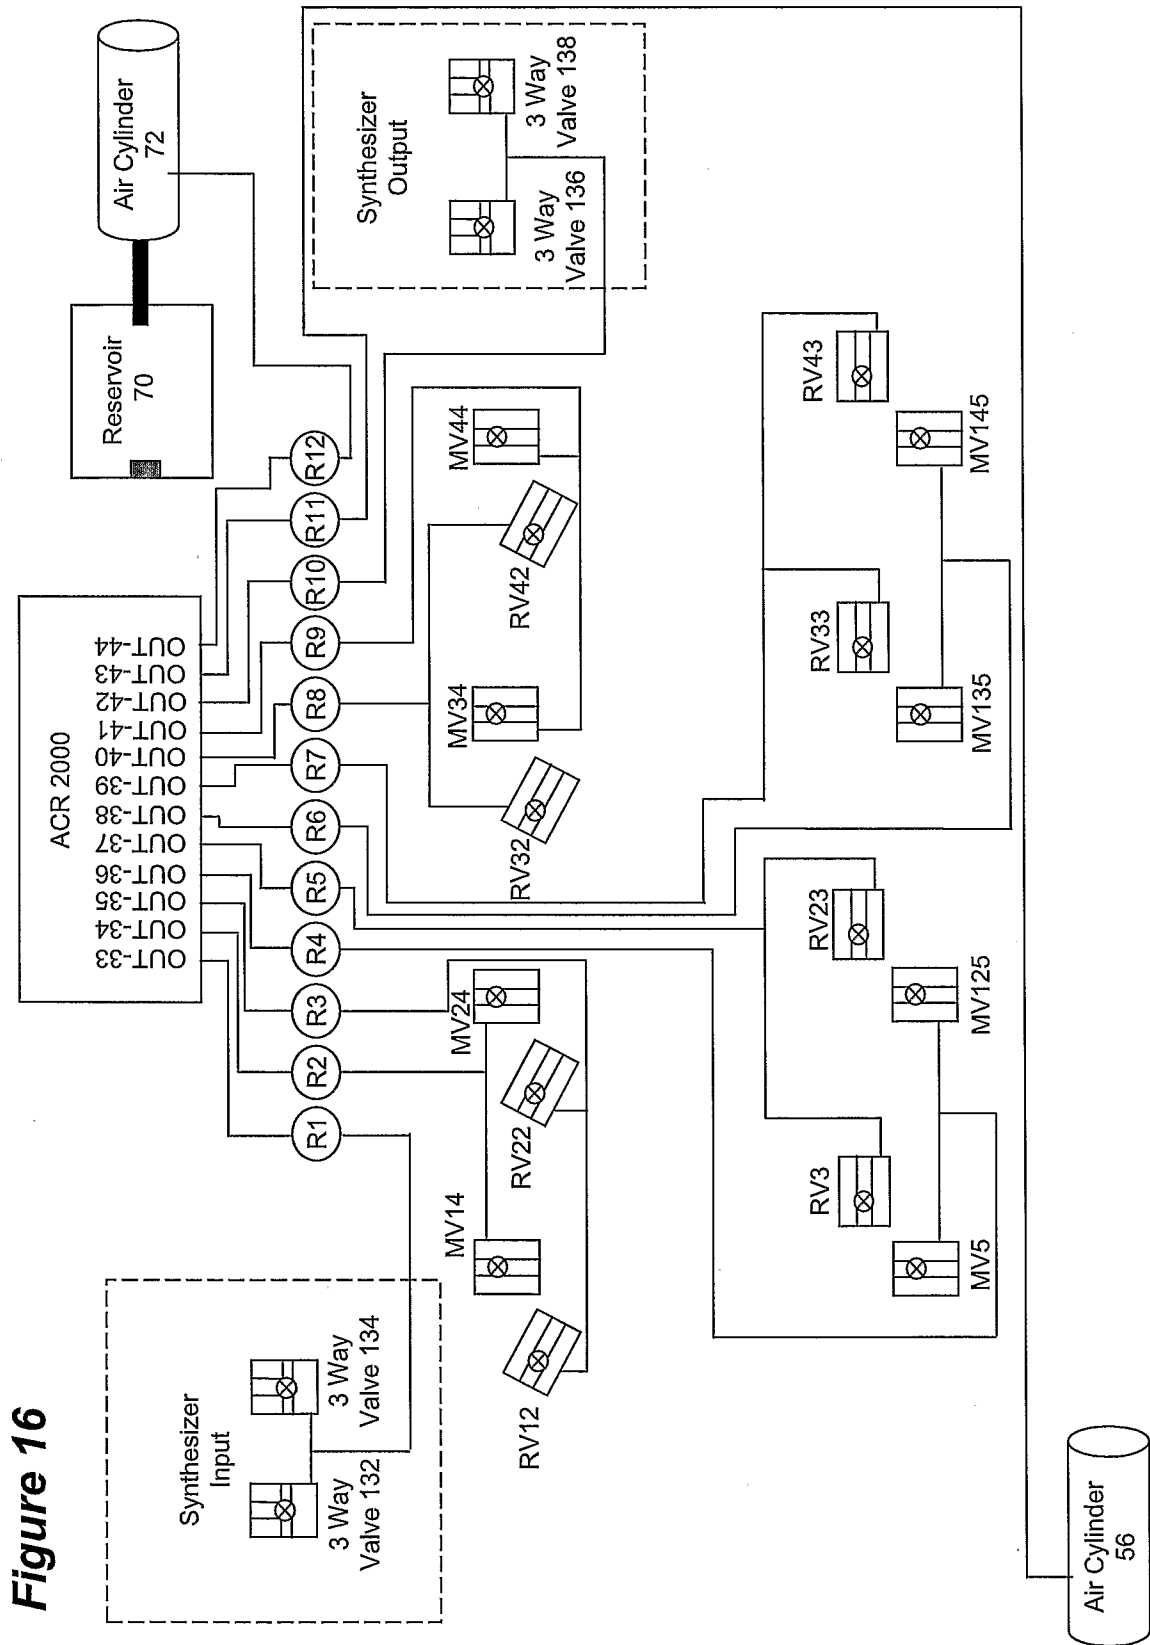 Figure 16
Synthesizer
Input
3 Way
Valve 132
3 Way
Valve 134
ACR 2000
OUT-33
OUT-34
OUT-35
OUT-36
OUT-37
OUT-38
OUT-39
OUT-40
OUT-41
OUT-42
OUT-43
OUT-44
R1
R2
R3
R4
R5
R6
R7
R8
R9
R10
R11
R12
Reservoir
70
Air Cylinder
72
Synthesizer
Output
3 Way
Valve 136
3 Way
Valve 138
RV12
MV14
RV22
MV24
RV32
MV34
RV42
MV44
RV3
MV5
RV23
MV125
RV33
MV135
RV43
MV145
Air Cylinder
56